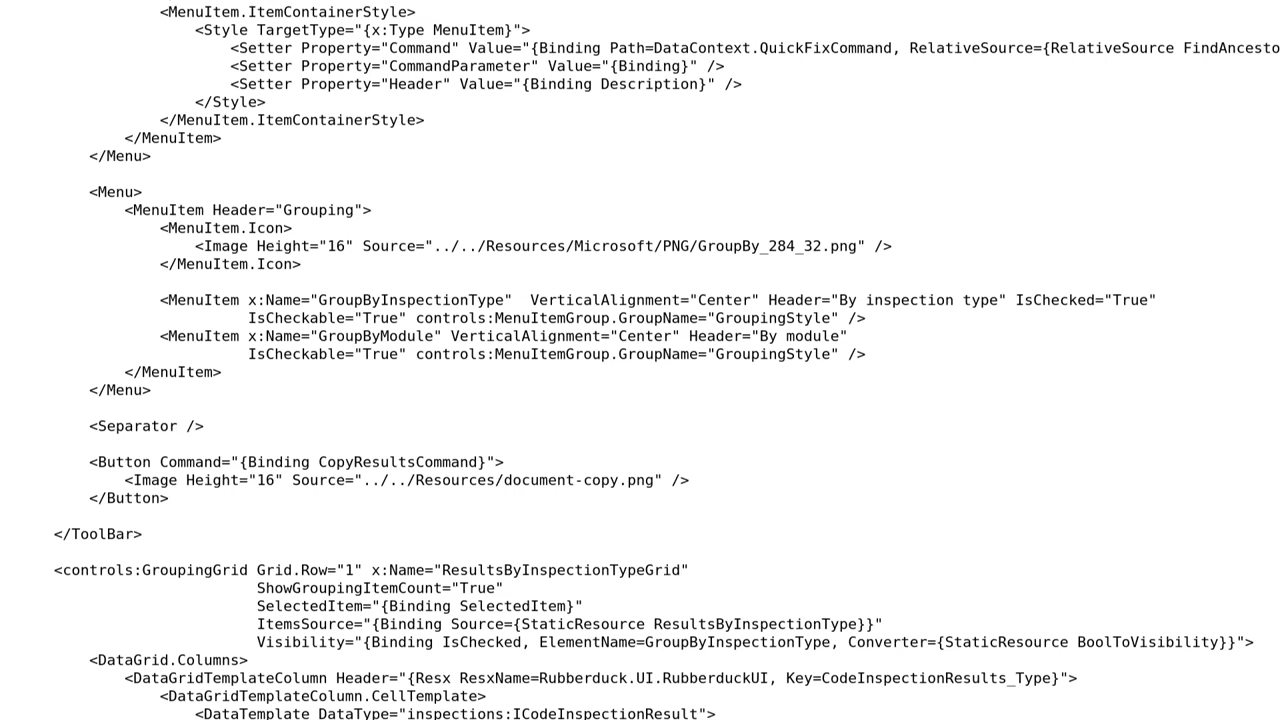 <MenuItem.ItemContainerStyle>
<Style TargetType="{x:Type MenuItem}">
<Setter Property="Command" Value="{Binding Path=DataContext.QuickFixCommand, RelativeSource={RelativeSource FindAncesto
<Setter Property="CommandParameter" Value="{Binding}" />
<Setter Property="Header" Value="{Binding Description}" />
</Style>
</MenuItem.ItemContainerStyle>
</MenuItem>
</Menu>
<Menu>
<MenuItem Header="Grouping">
<MenuItem.Icon>
<Image Height="16" Source="../../Resources/Microsoft/PNG/GroupBy_284_32.png" />
</MenuItem.Icon>
<MenuItem x:Name="GroupByInspectionType"  VerticalAlignment="Center" Header="By inspection type" IsChecked="True"
IsCheckable="True" controls:MenuItemGroup.GroupName="GroupingStyle" />
<MenuItem x:Name="GroupByModule" VerticalAlignment="Center" Header="By module"
IsCheckable="True" controls:MenuItemGroup.GroupName="GroupingStyle" />
</MenuItem>
</Menu>
<Separator />
<Button Command="{Binding CopyResultsCommand}">
<Image Height="16" Source="../../Resources/document-copy.png" />
</Button>
</ToolBar>
<controls:GroupingGrid Grid.Row="1" x:Name="ResultsByInspectionTypeGrid"
ShowGroupingItemCount="True"
SelectedItem="{Binding SelectedItem}"
ItemsSource="{Binding Source={StaticResource ResultsByInspectionType}}"
Visibility="{Binding IsChecked, ElementName=GroupByInspectionType, Converter={StaticResource BoolToVisibility}}">
<DataGrid.Columns>
<DataGridTemplateColumn Header="{Resx ResxName=Rubberduck.UI.RubberduckUI, Key=CodeInspectionResults_Type}">
<DataGridTemplateColumn.CellTemplate>
<DataTemplate DataType="inspections:ICodeInspectionResult">